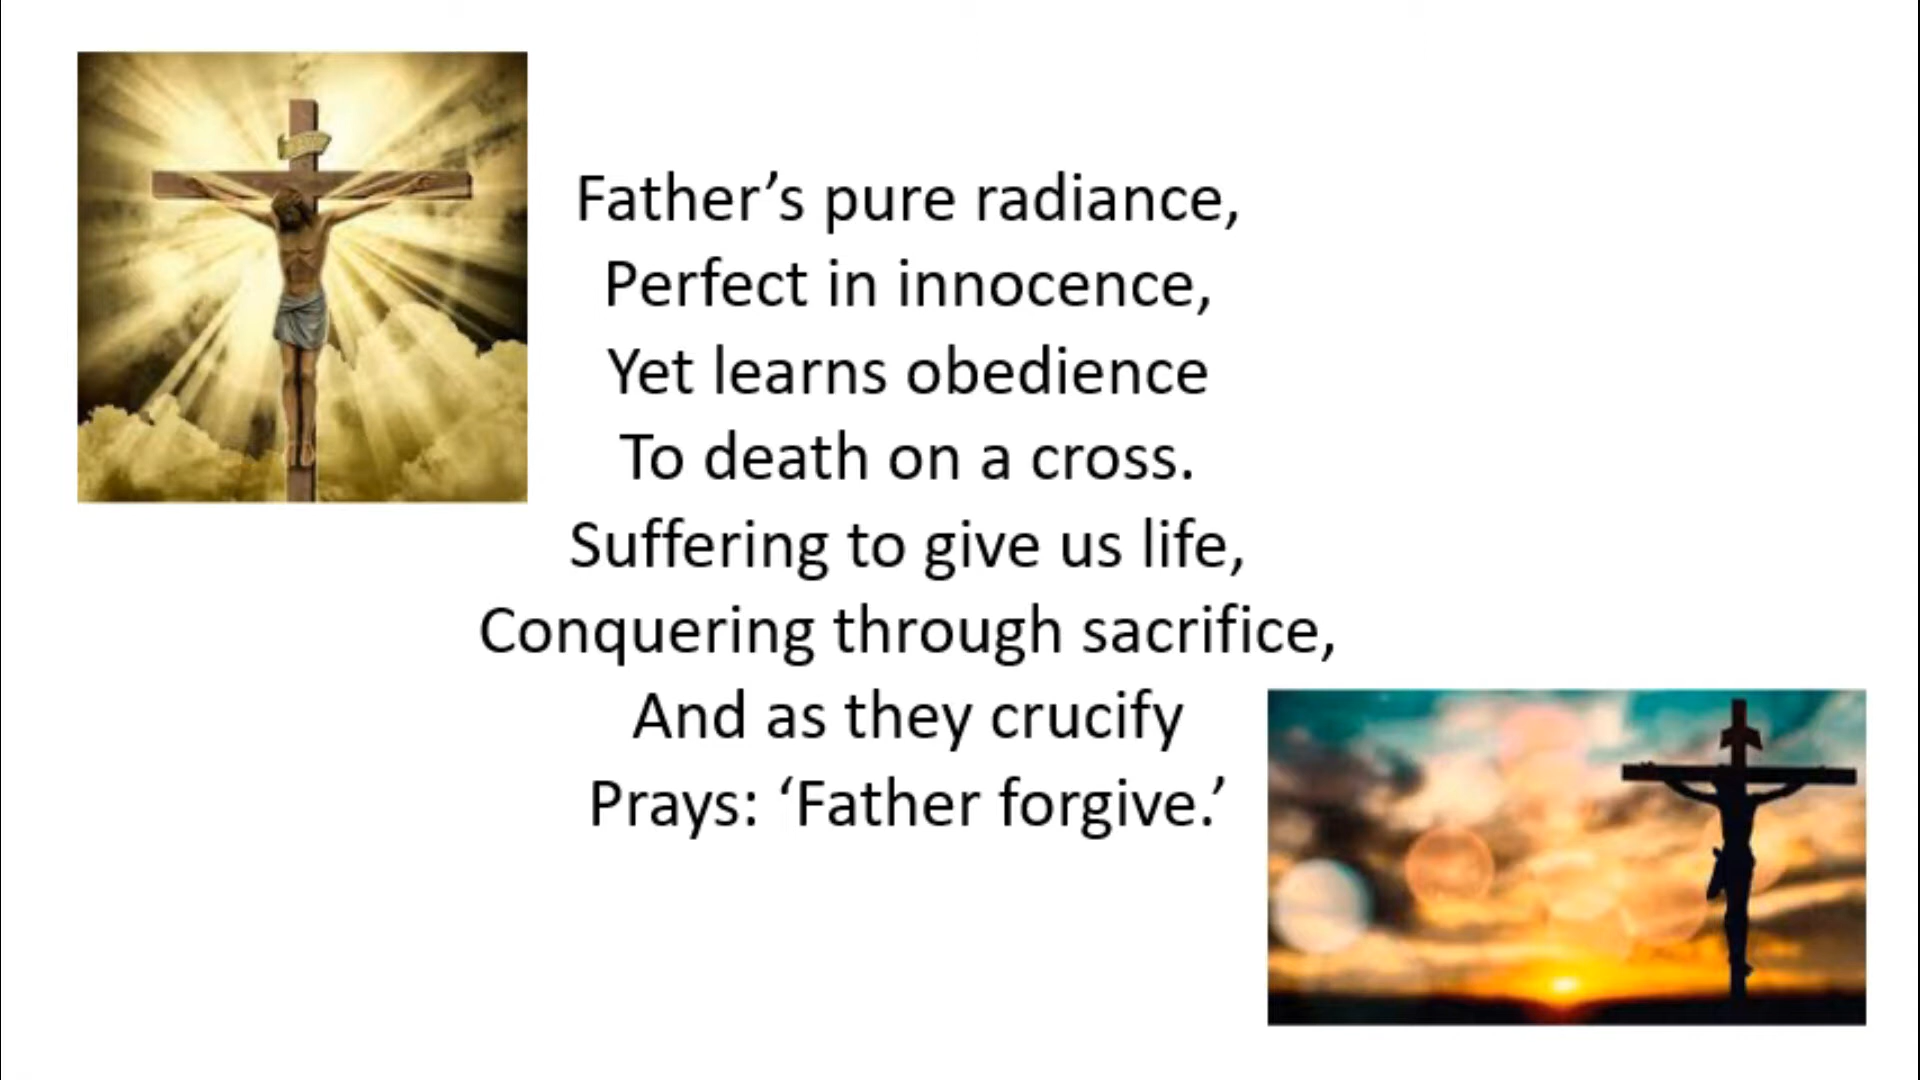 Father’s pure radiance,
Perfect in innocence,
Yet learns obedience
To death on a cross.
Suffering to give us life,
Conquering through sacrifice,
And as they crucify
Prays: ‘Father forgive.’